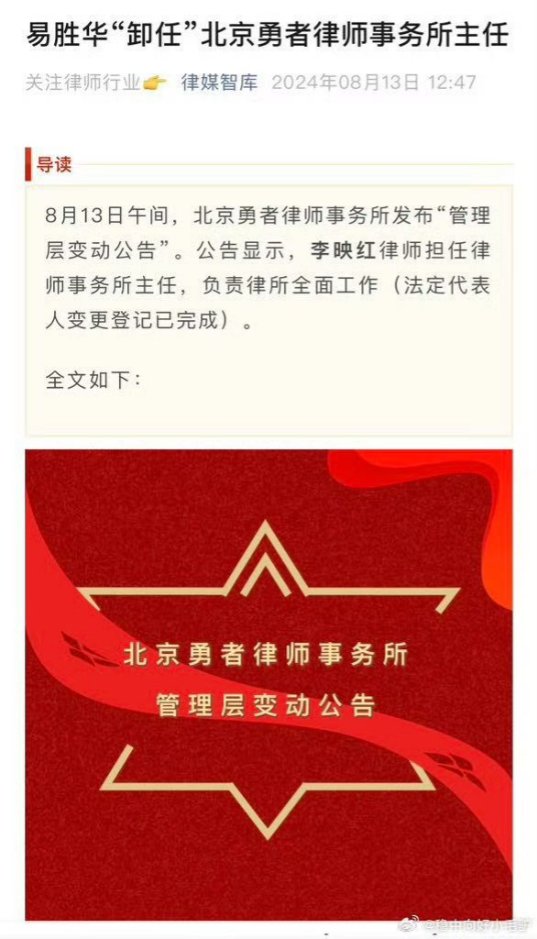 易胜华“卸任”北京勇者律师事务所主任
关注律师行业👉 律媒智库 2024年08月13日 12:47
导读
8月13日午间，北京勇者律师事务所发布“管理
层变动公告”。公告显示，李映红律师担任律
师事务所主任，负责律所全面工作（法定代表
人变更登记已完成）。
全文如下：
北京勇者律师事务所
管理层变动公告